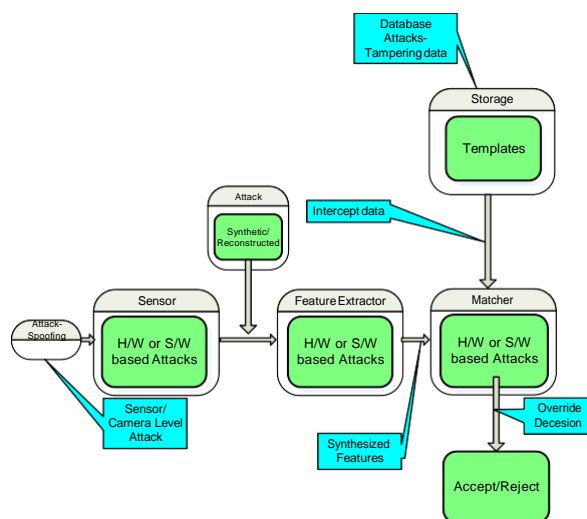 Database
Attacks-
Tampering data
Storage
Templates
Attack
Synthetic/
Reconstructed
Intercept data
Attack-
Spoofing
Sensor
H/W or S/W
based Attacks
Feature Extractor
H/W or S/W
based Attacks
Matcher
H/W or S/W
based Attacks
Sensor/
Camera Level
Attack
Synthesized
Features
Override
Decesion
Accept/Reject